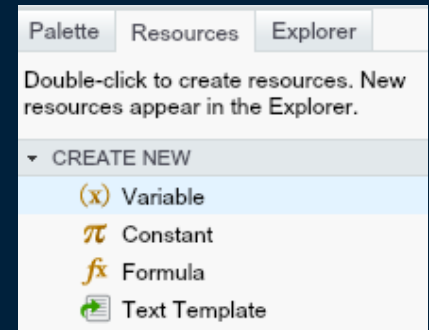 Palette Resources Explorer
Double-click to create resources. New
resources appear in the Explorer.
CREATE NEW
(x) Variable
π Constant
fx Formula
Text Template